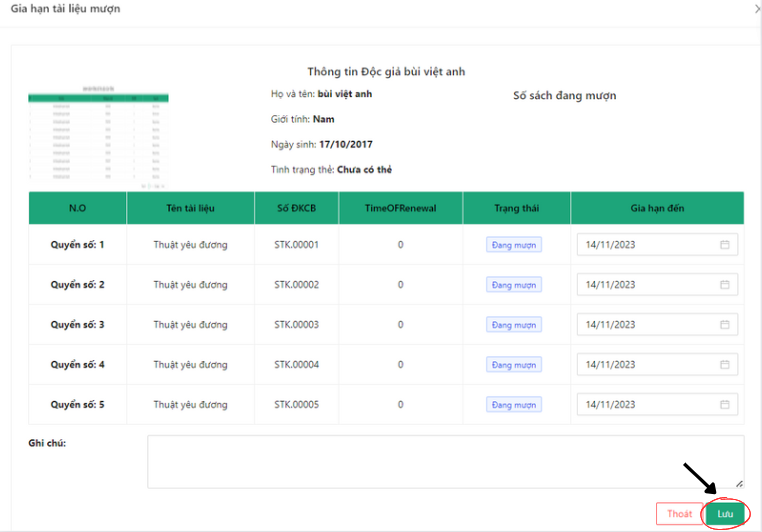 Gia hạn tài liệu mượn
Thông tin Độc giả bùi việt anh
Họ và tên: bùi việt anh
Số sách đang mượn
Giới tính: Nam
Ngày sinh: 17/10/2017
Tình trạng thẻ: Chưa có thẻ
N.O Tên tài liệu Số ĐKCB TimeOFRenewal Trạng thái Gia hạn đến
Quyển số: 1 Thuật yêu đương STK.00001 0 Đang mượn 14/11/2023
Quyển số: 2 Thuật yêu đương STK.00002 0 Đang mượn 14/11/2023
Quyển số: 3 Thuật yêu đương STK.00003 0 Đang mượn 14/11/2023
Quyển số: 4 Thuật yêu đương STK.00004 0 Đang mượn 14/11/2023
Quyển số: 5 Thuật yêu đương STK.00005 0 Đang mượn 14/11/2023
Ghi chú:
Thoát Lưu